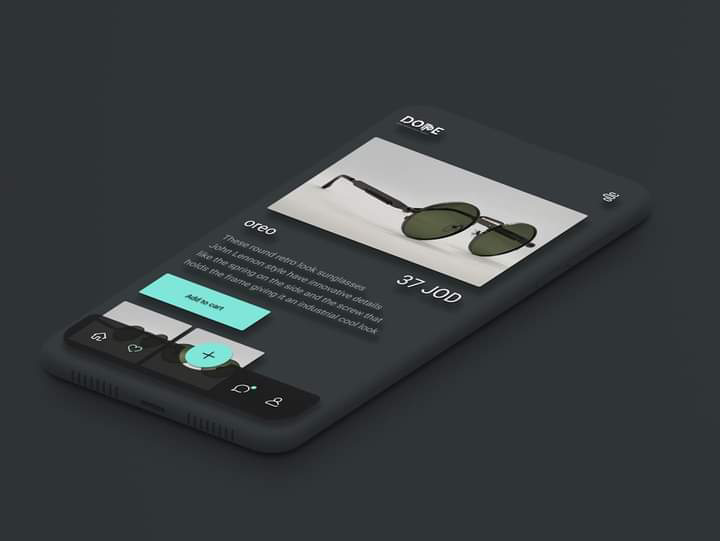 DOPE
oreo
37 JOD
These round retro look sunglasses
John Lennon style have innovative details
like the spring on the side and the screw that
holds the frame giving it an industrial cool look
Add to cart